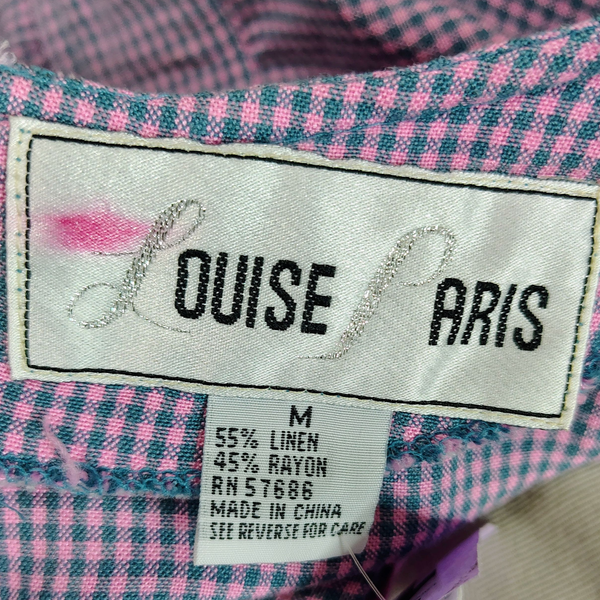 LOUISE PARIS
M
55% LINEN
45% RAYON
RN 57686
MADE IN CHINA
SEE REVERSE FOR CARE